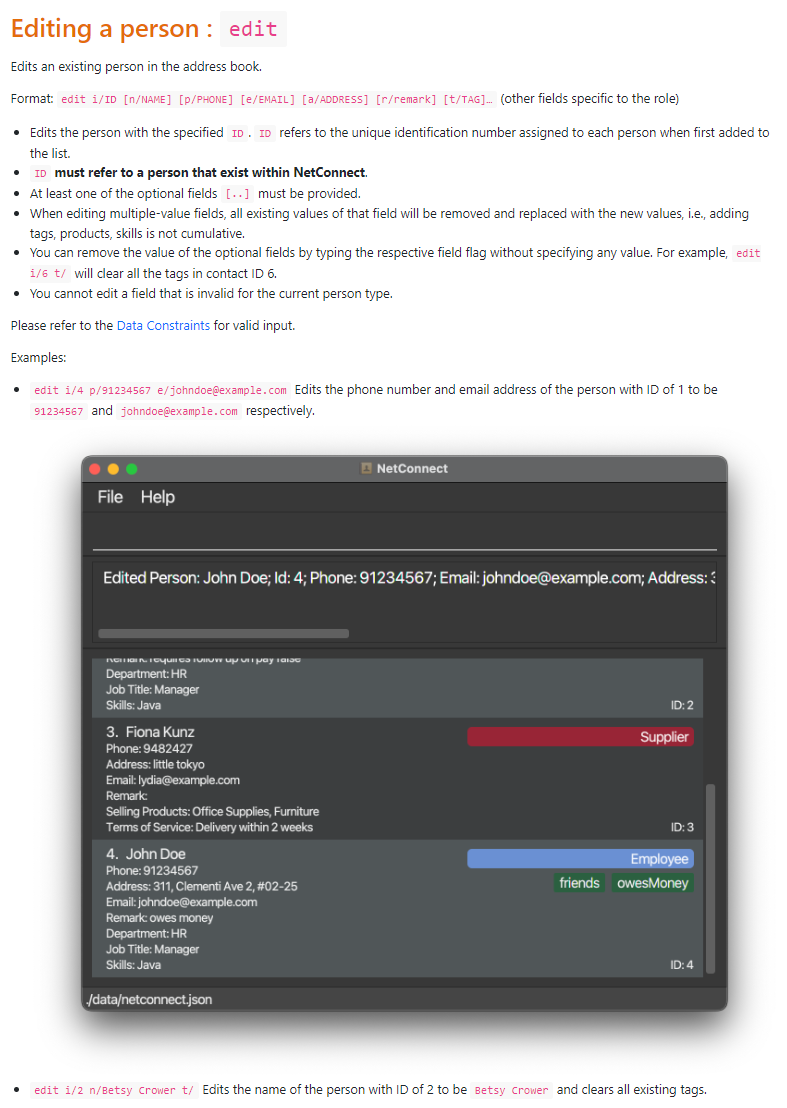 Editing a person : edit
Edits an existing person in the address book.
Format: edit i/ID [n/NAME] [p/PHONE] [e/EMAIL] [a/ADDRESS] [r/remark] [t/TAG]… (other fields specific to the role)
• Edits the person with the specified ID . ID refers to the unique identification number assigned to each person when first added to
the list.
• ID must refer to a person that exist within NetConnect.
• At least one of the optional fields [..] must be provided.
• When editing multiple-value fields, all existing values of that field will be removed and replaced with the new values, i.e., adding
tags, products, skills is not cumulative.
• You can remove the value of the optional fields by typing the respective field flag without specifying any value. For example, edit
i/6 t/ will clear all the tags in contact ID 6.
• You cannot edit a field that is invalid for the current person type.
Please refer to the Data Constraints for valid input.
Examples:
• edit i/4 p/91234567 e/johndoe@example.com Edits the phone number and email address of the person with ID of 1 to be
91234567 and johndoe@example.com respectively.
NetConnect
File Help
Edited Person: John Doe; Id: 4; Phone: 91234567; Email: johndoe@example.com; Address: 3
Remark: requires follow up on pay raise
Department: HR
Job Title: Manager
Skills: Java ID: 2
3. Fiona Kunz Supplier
Phone: 9482427
Address: little tokyo
Email: lydia@example.com
Remark:
Selling Products: Office Supplies, Furniture
Terms of Service: Delivery within 2 weeks ID: 3
4. John Doe Employee
Phone: 91234567
Address: 311, Clementi Ave 2, #02-25 friends owesMoney
Email: johndoe@example.com
Remark: owes money
Department: HR
Job Title: Manager
Skills: Java ID: 4
./data/netconnect.json
• edit i/2 n/Betsy Crower t/ Edits the name of the person with ID of 2 to be Betsy Crower and clears all existing tags.